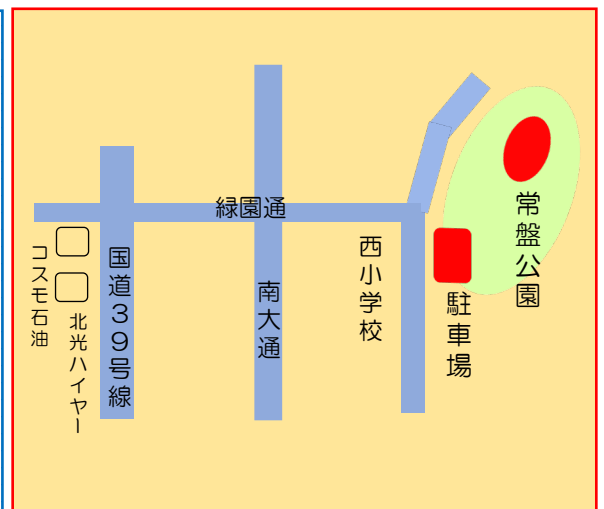 緑園通
常盤公園
西小学校
駐車場
南大通
国道３９号線
コスモ石油
北光ハイヤー